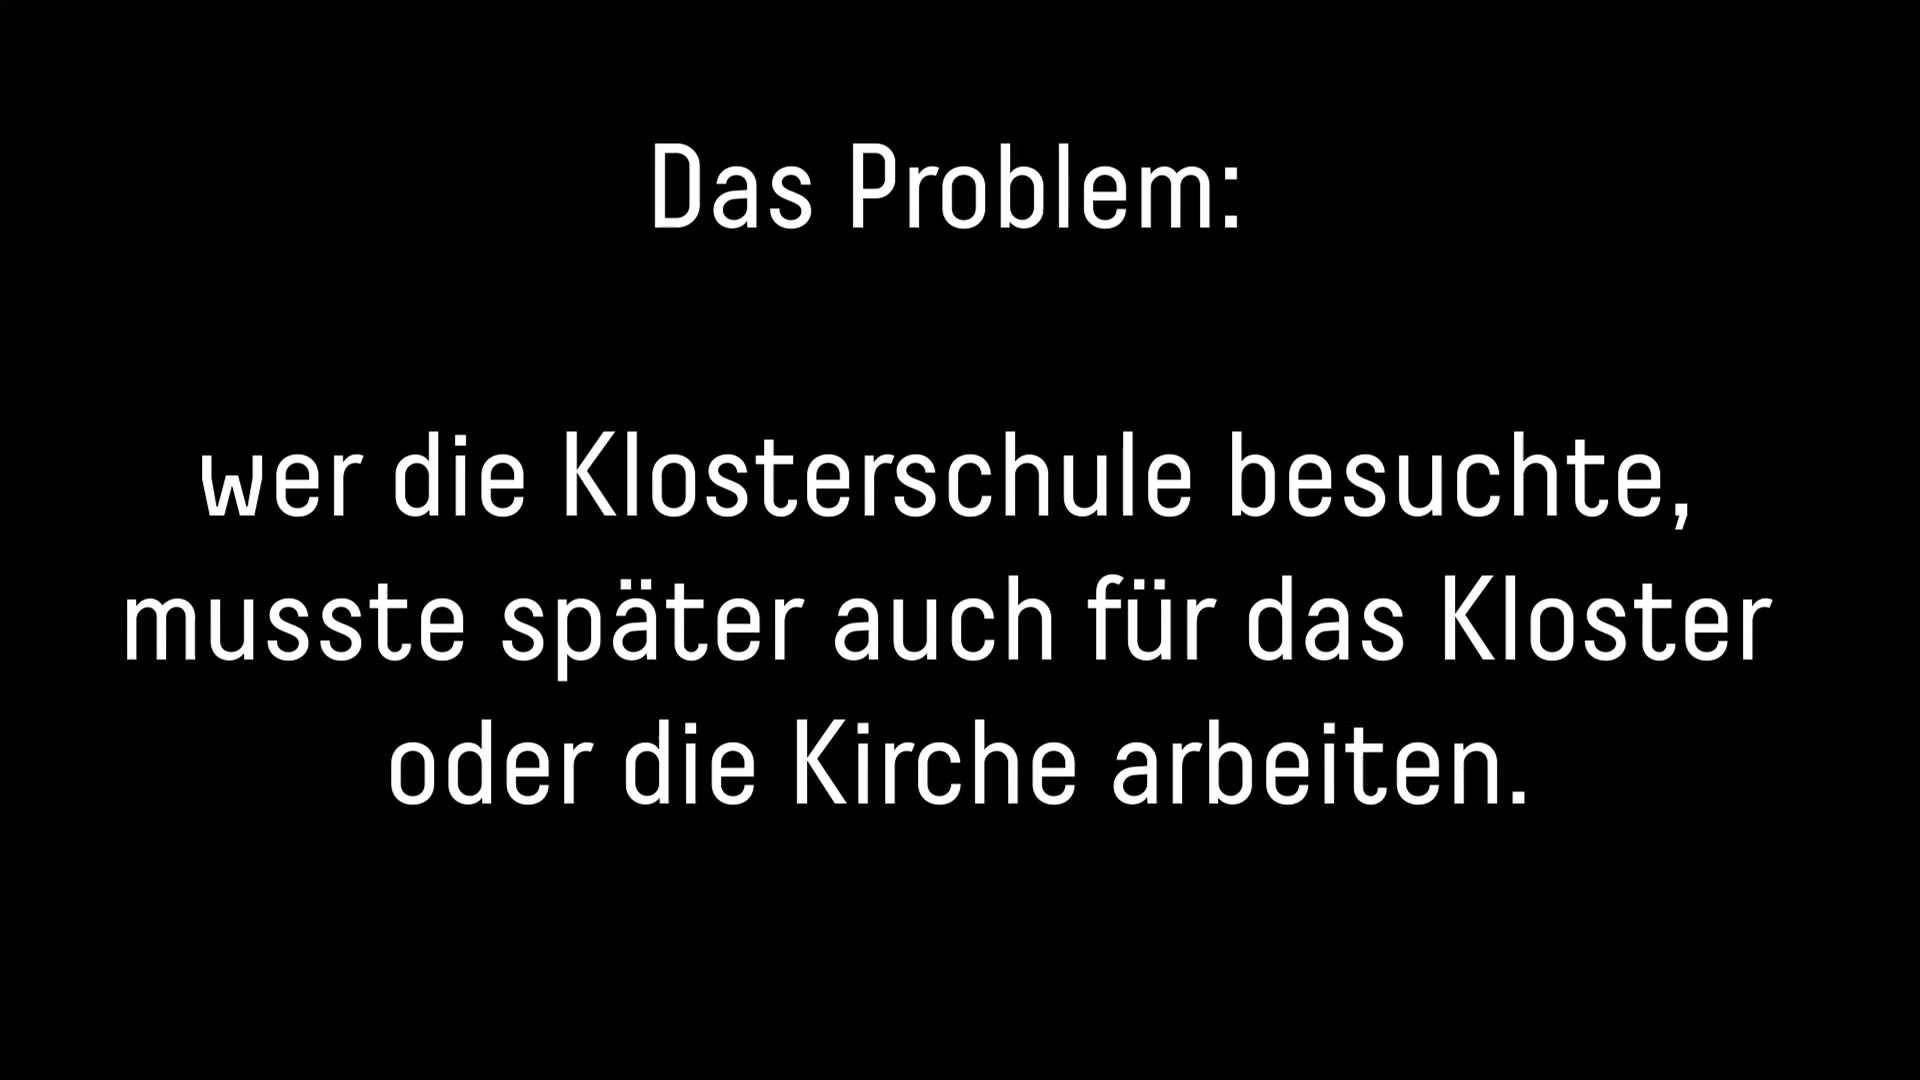 Das Problem:
wer die Klosterschule besuchte,
musste später auch für das Kloster
oder die Kirche arbeiten.